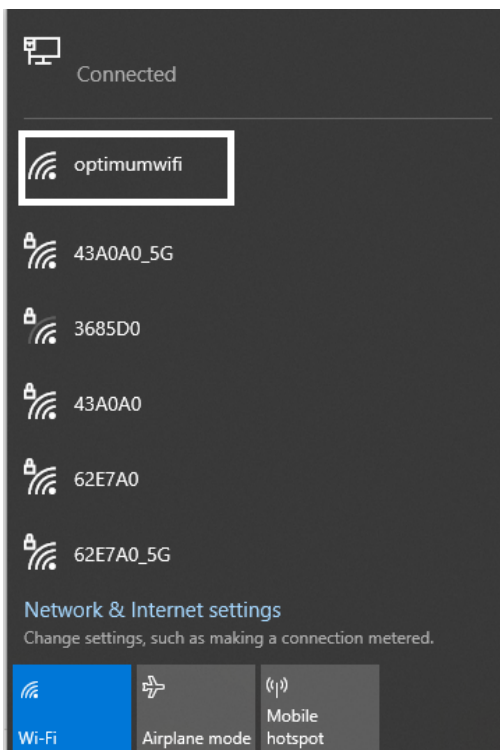 Connected
optimumwifi
43A0A0_5G
3685D0
43A0A0
62E7A0
62E7A0_5G
Network & Internet settings
Change settings, such as making a connection metered.
Wi-Fi
Airplane mode
Mobile
hotspot